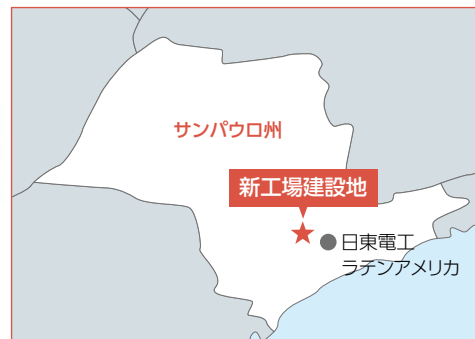 サンパウロ州
新工場建設地
日東電工
ラテンアメリカ